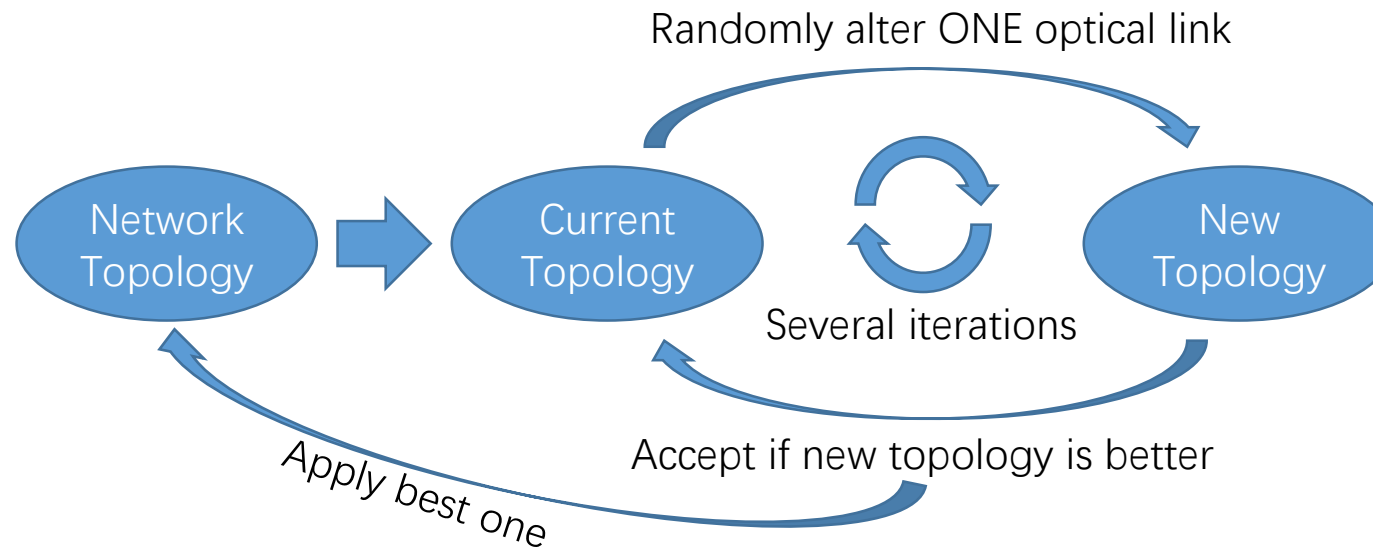 Randomly alter ONE optical link
Network
Topology
Current
Topology
New
Topology
Several iterations
Accept if new topology is better
Apply best one